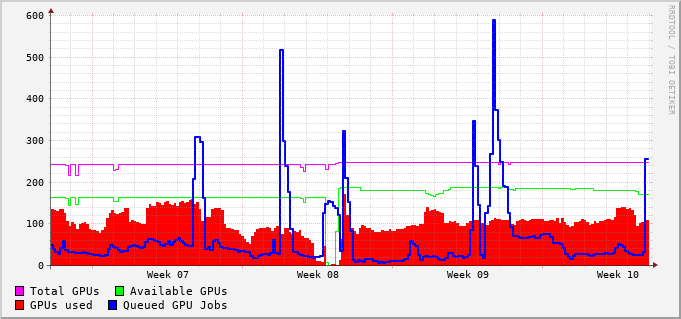 600
500
400
300
200
100
0
Week 07 Week 08 Week 09 Week 10
Total GPUs Available GPUs
GPUs used Queued GPU Jobs
RRDTOOL / TOBI OETIKER